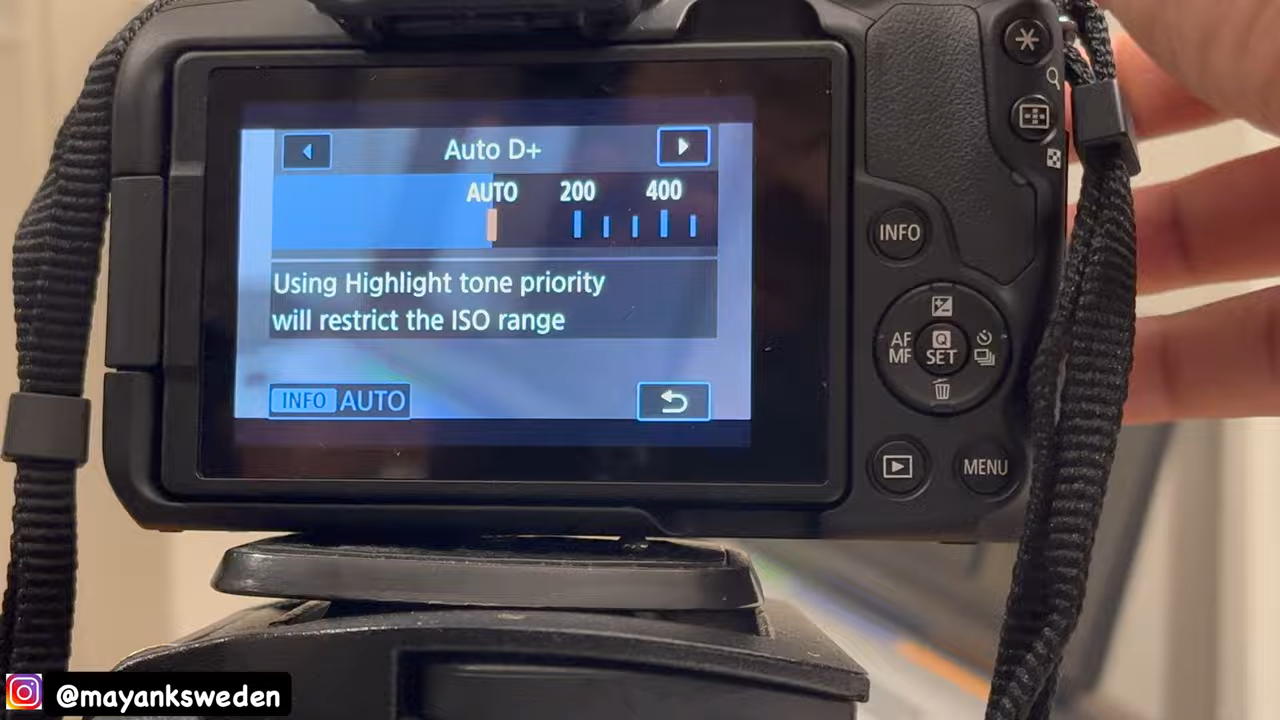 Auto D+
AUTO 200 400
Using Highlight tone priority
will restrict the ISO range
INFO AUTO
INFO
AF
MF
Q
SET
MENU
@mayanksweden